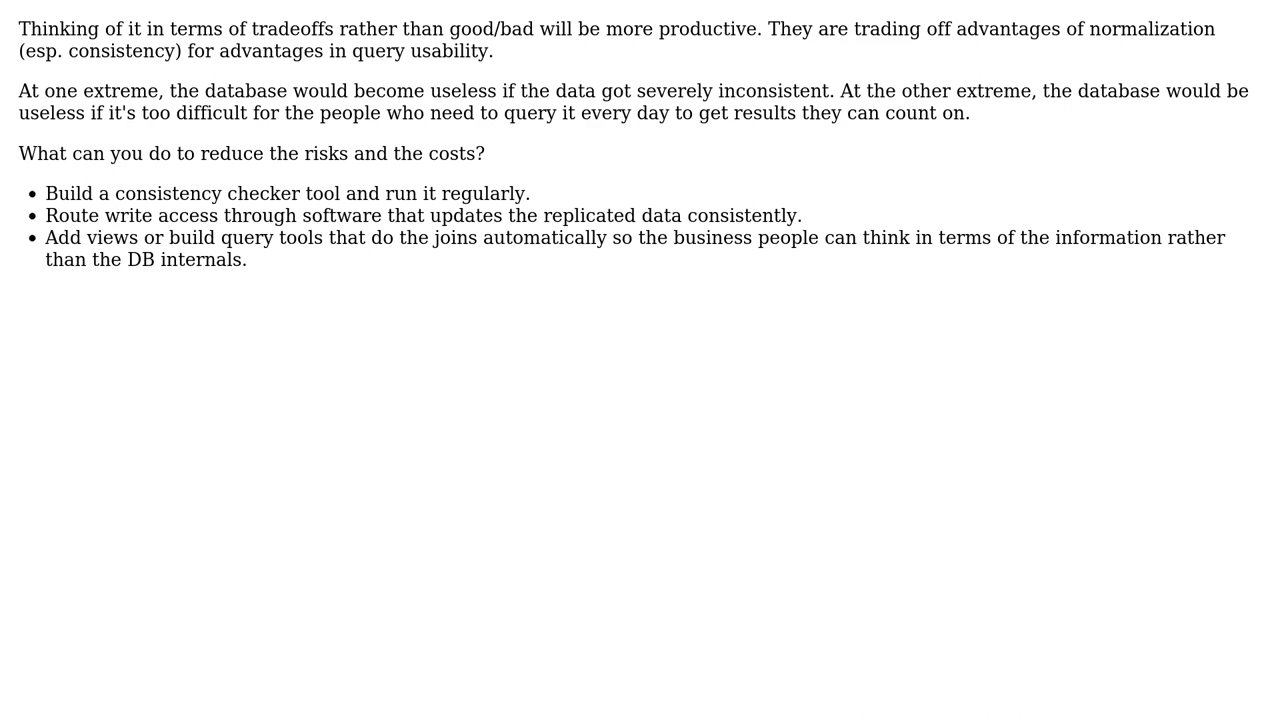 Thinking of it in terms of tradeoffs rather than good/bad will be more productive. They are trading off advantages of normalization
(esp. consistency) for advantages in query usability.
At one extreme, the database would become useless if the data got severely inconsistent. At the other extreme, the database would be
useless if it's too difficult for the people who need to query it every day to get results they can count on.
What can you do to reduce the risks and the costs?
• Build a consistency checker tool and run it regularly.
• Route write access through software that updates the replicated data consistently.
• Add views or build query tools that do the joins automatically so the business people can think in terms of the information rather
than the DB internals.